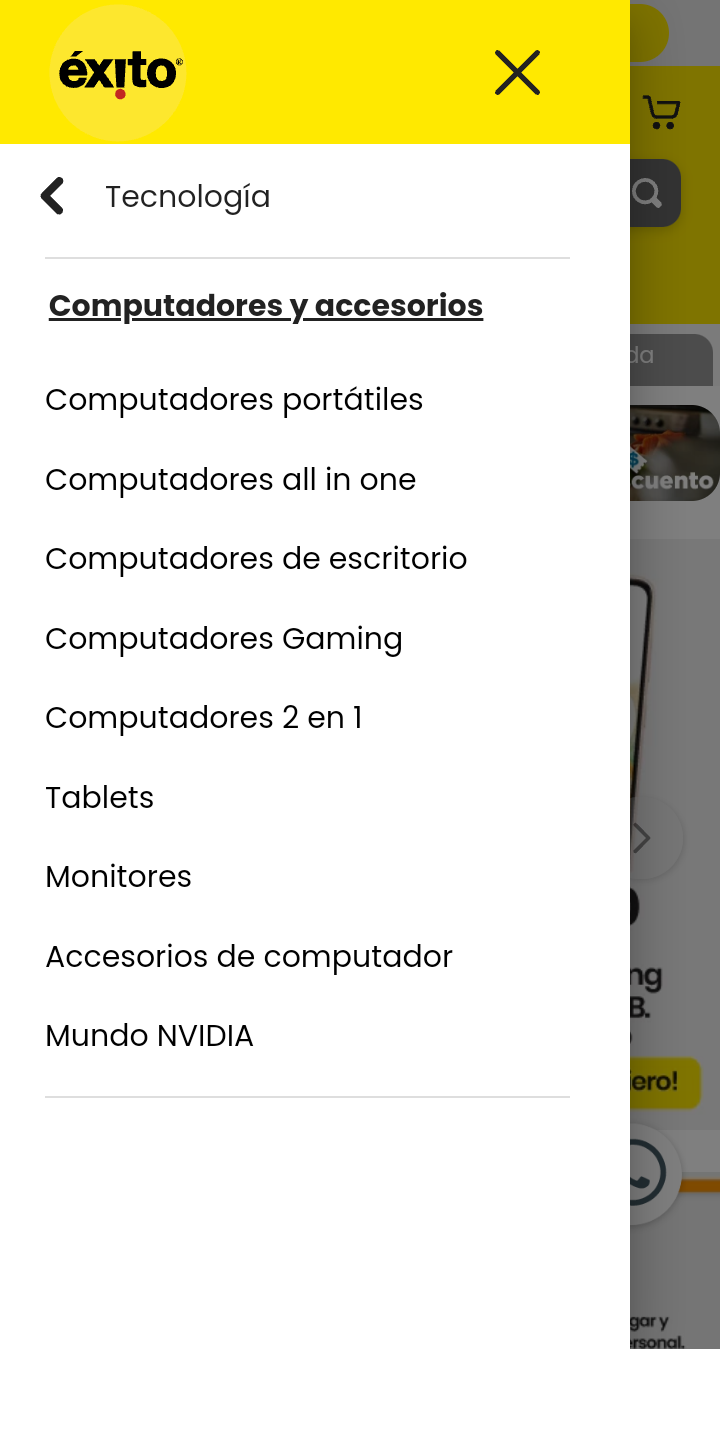 éxito®
Tecnología
Computadores y accesorios
Computadores portátiles
Computadores all in one
Computadores de escritorio
Computadores Gaming
Computadores 2 en 1
Tablets
Monitores
Accesorios de computador
Mundo NVIDIA
da
cuento
ng
B.
iero!
gar y
ersonal.